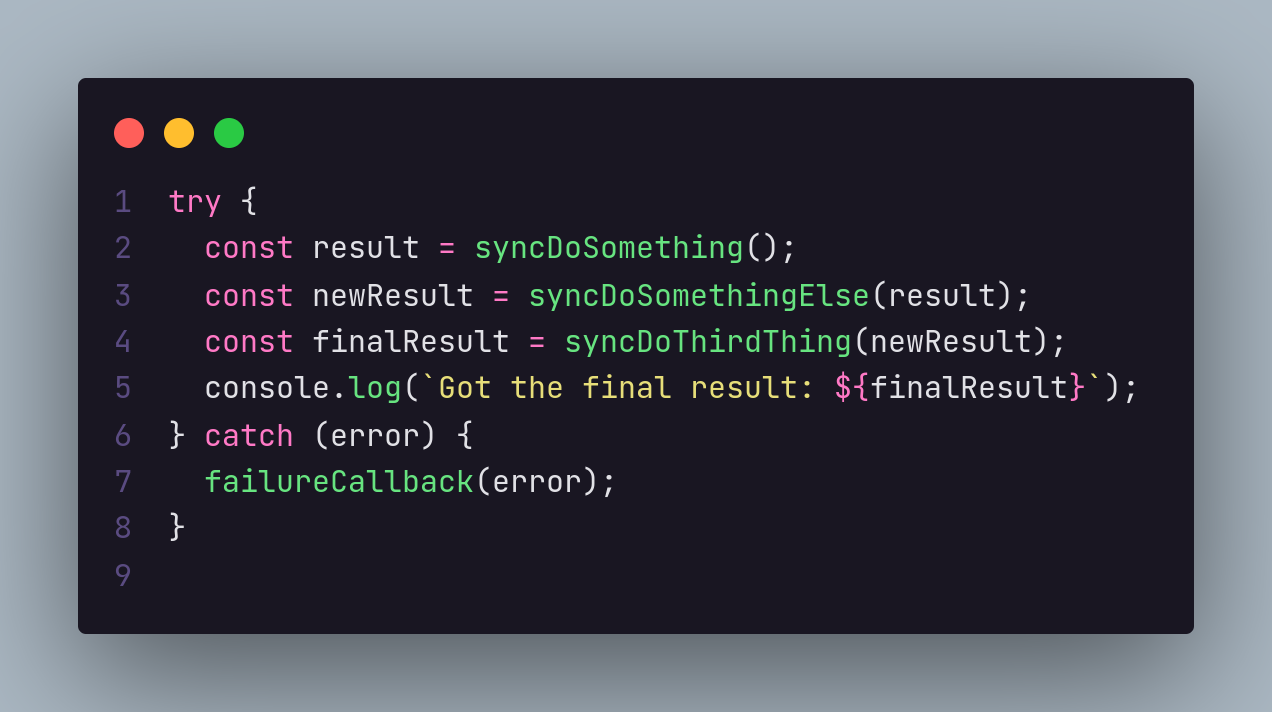 1 try {
2   const result = syncDoSomething();
3   const newResult = syncDoSomethingElse(result);
4   const finalResult = syncDoThirdThing(newResult);
5   console.log(`Got the final result: ${finalResult}`);
6 } catch (error) {
7   failureCallback(error);
8 }
9